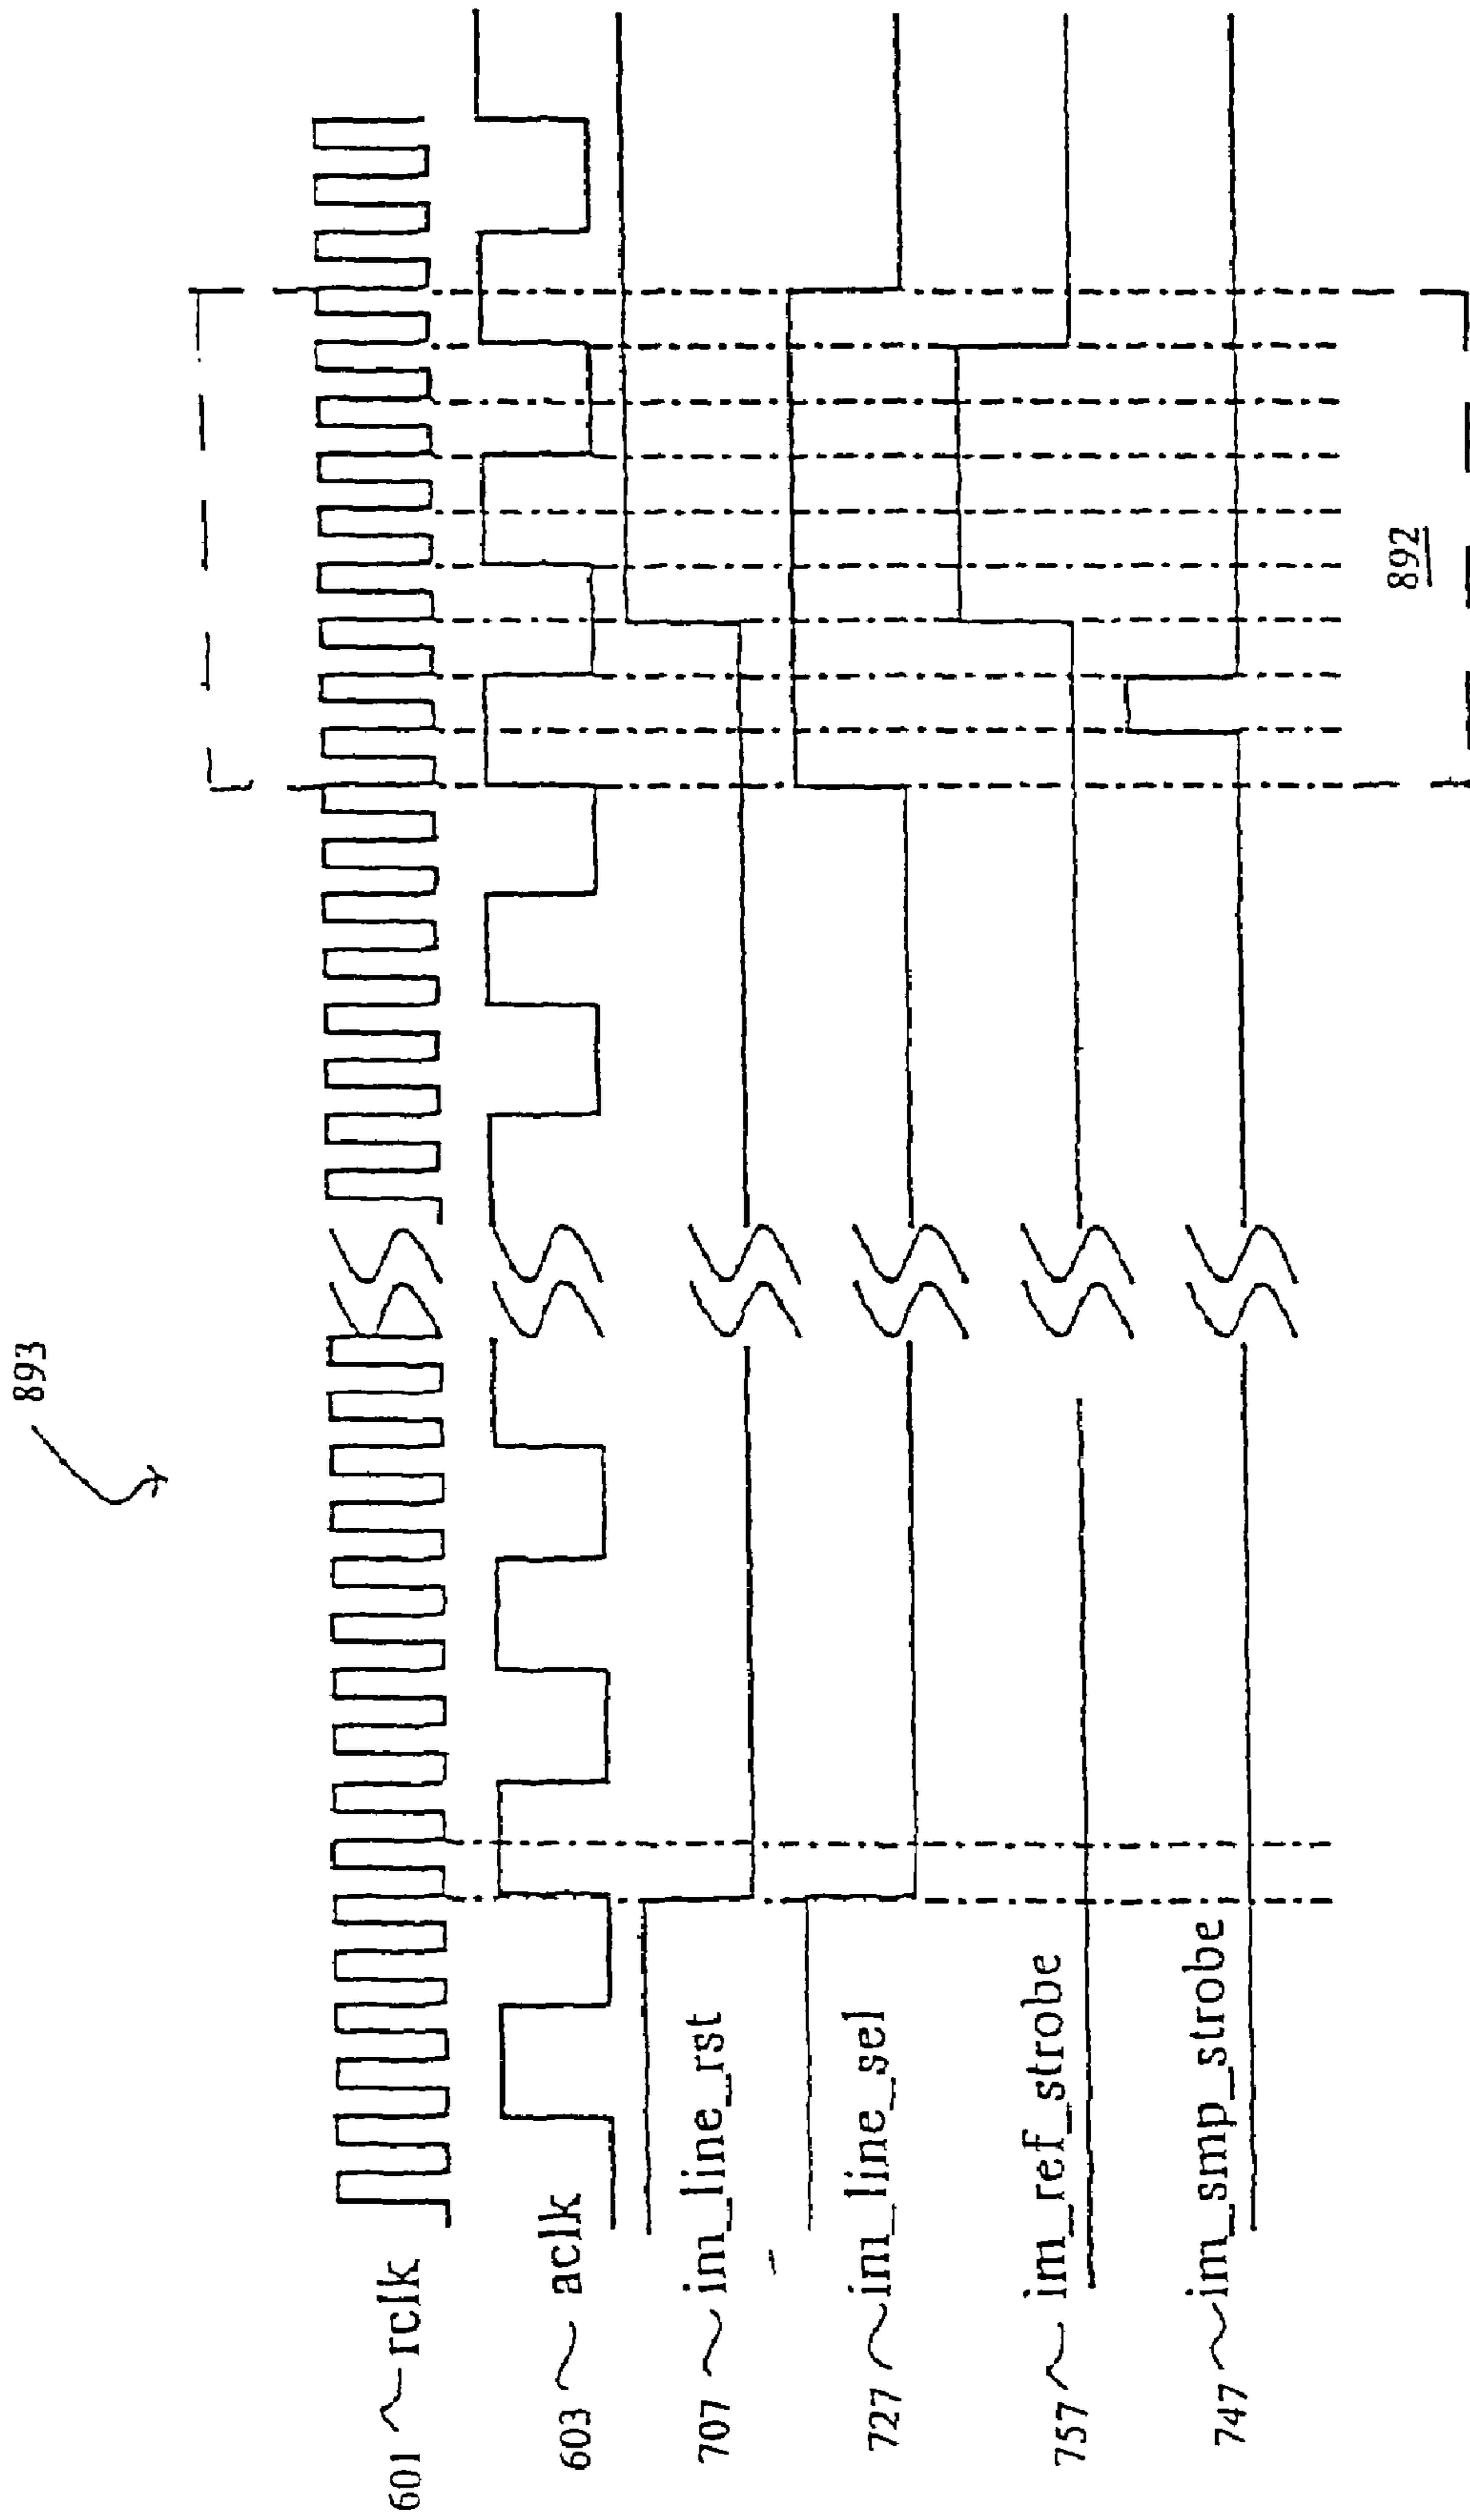 893
601 rclk
603 aclk
707 im_line_rst
727 im_line_sel
757 im_ref_strobe
747 im_smp_strobe
892